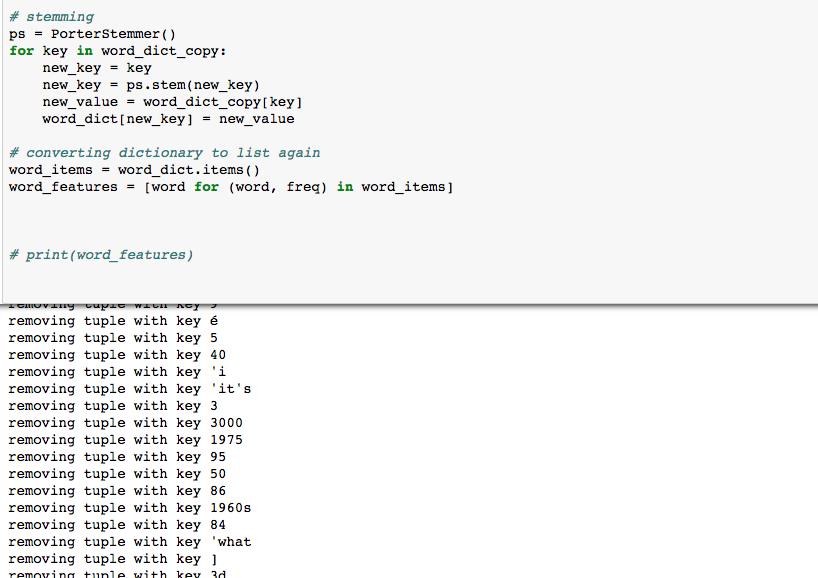 # stemming
ps = PorterStemmer()
for key in word_dict_copy:
    new_key = key
    new_key = ps.stem(new_key)
    new_value = word_dict_copy[key]
    word_dict[new_key] = new_value
# converting dictionary to list again
word_items = word_dict.items()
word_features = [word for (word, freq) in word_items]
# print(word_features)
removing tuple with key
removing tuple with key é
removing tuple with key 5
removing tuple with key 40
removing tuple with key 'i
removing tuple with key 'it's
removing tuple with key 3
removing tuple with key 3000
removing tuple with key 1975
removing tuple with key 95
removing tuple with key 50
removing tuple with key 86
removing tuple with key 1960s
removing tuple with key 84
removing tuple with key 'what
removing tuple with key ]
removing tuple with key 3d